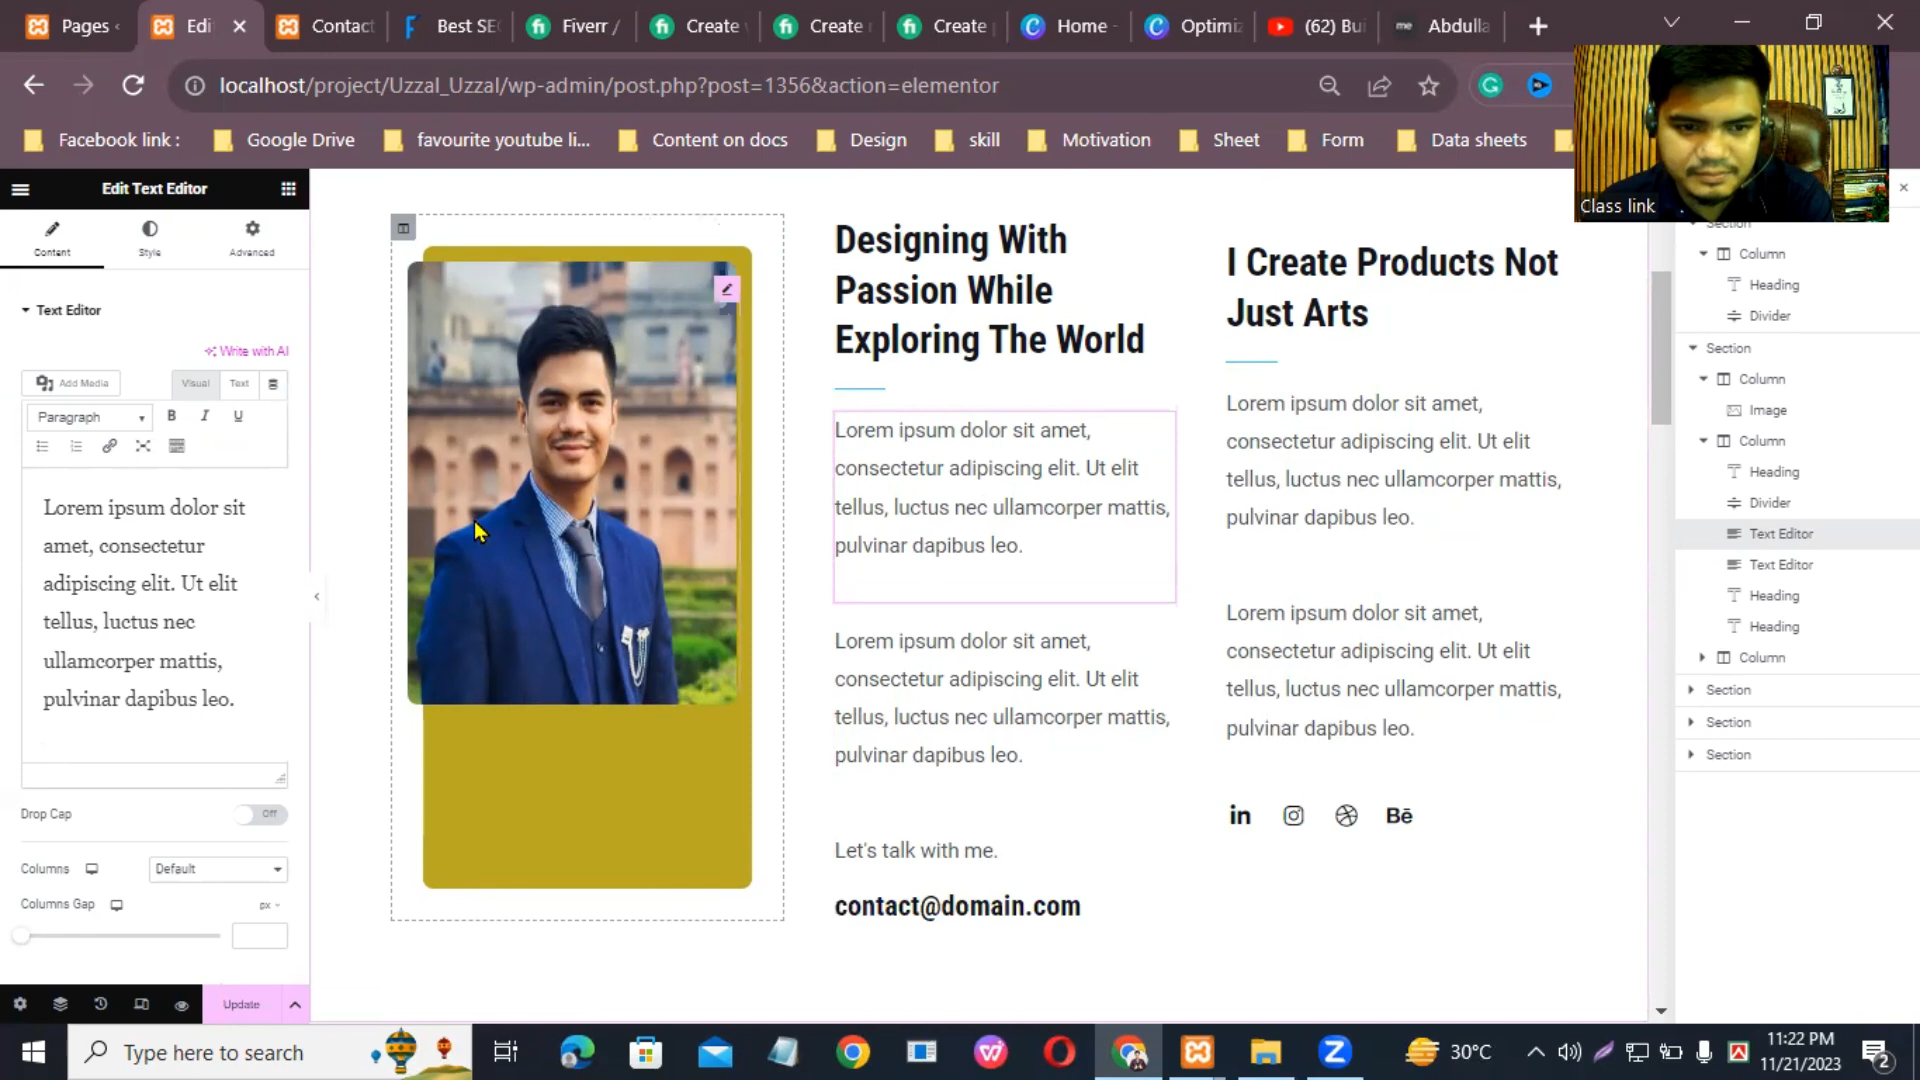 Pages
Edi
Contact
Best SE
Fiverr /
Create
Create
Create
Home -
Optimiz
(62) Bui
me
Abdulla
localhost/project/Uzzal_Uzzal/wp-admin/post.php?post=1356&action=elementor
Facebook link :
Google Drive
favourite youtube li...
Content on docs
Design
skill
Motivation
Sheet
Form
Data sheets
Class link
Edit Text Editor
Content
Style
Advanced
Text Editor
Write with AI
Add Media
Visual
Text
Paragraph
B I U
Lorem ipsum dolor sit
amet, consectetur
adipiscing elit. Ut elit
tellus, luctus nec
ullamcorper mattis,
pulvinar dapibus leo.
Drop Cap
Off
Columns
Default
Columns Gap
px
Update
Designing With
Passion While
Exploring The World
Lorem ipsum dolor sit amet,
consectetur adipiscing elit. Ut elit
tellus, luctus nec ullamcorper mattis,
pulvinar dapibus leo.
Lorem ipsum dolor sit amet,
consectetur adipiscing elit. Ut elit
tellus, luctus nec ullamcorper mattis,
pulvinar dapibus leo.
Let's talk with me.
contact@domain.com
I Create Products Not
Just Arts
Lorem ipsum dolor sit amet,
consectetur adipiscing elit. Ut elit
tellus, luctus nec ullamcorper mattis,
pulvinar dapibus leo.
Lorem ipsum dolor sit amet,
consectetur adipiscing elit. Ut elit
tellus, luctus nec ullamcorper mattis,
pulvinar dapibus leo.
in
Bē
Section
Column
Heading
Divider
Section
Column
Image
Column
Heading
Divider
Text Editor
Text Editor
Heading
Heading
Column
Section
Section
Section
Type here to search
30°C
11:22 PM
11/21/2023
2